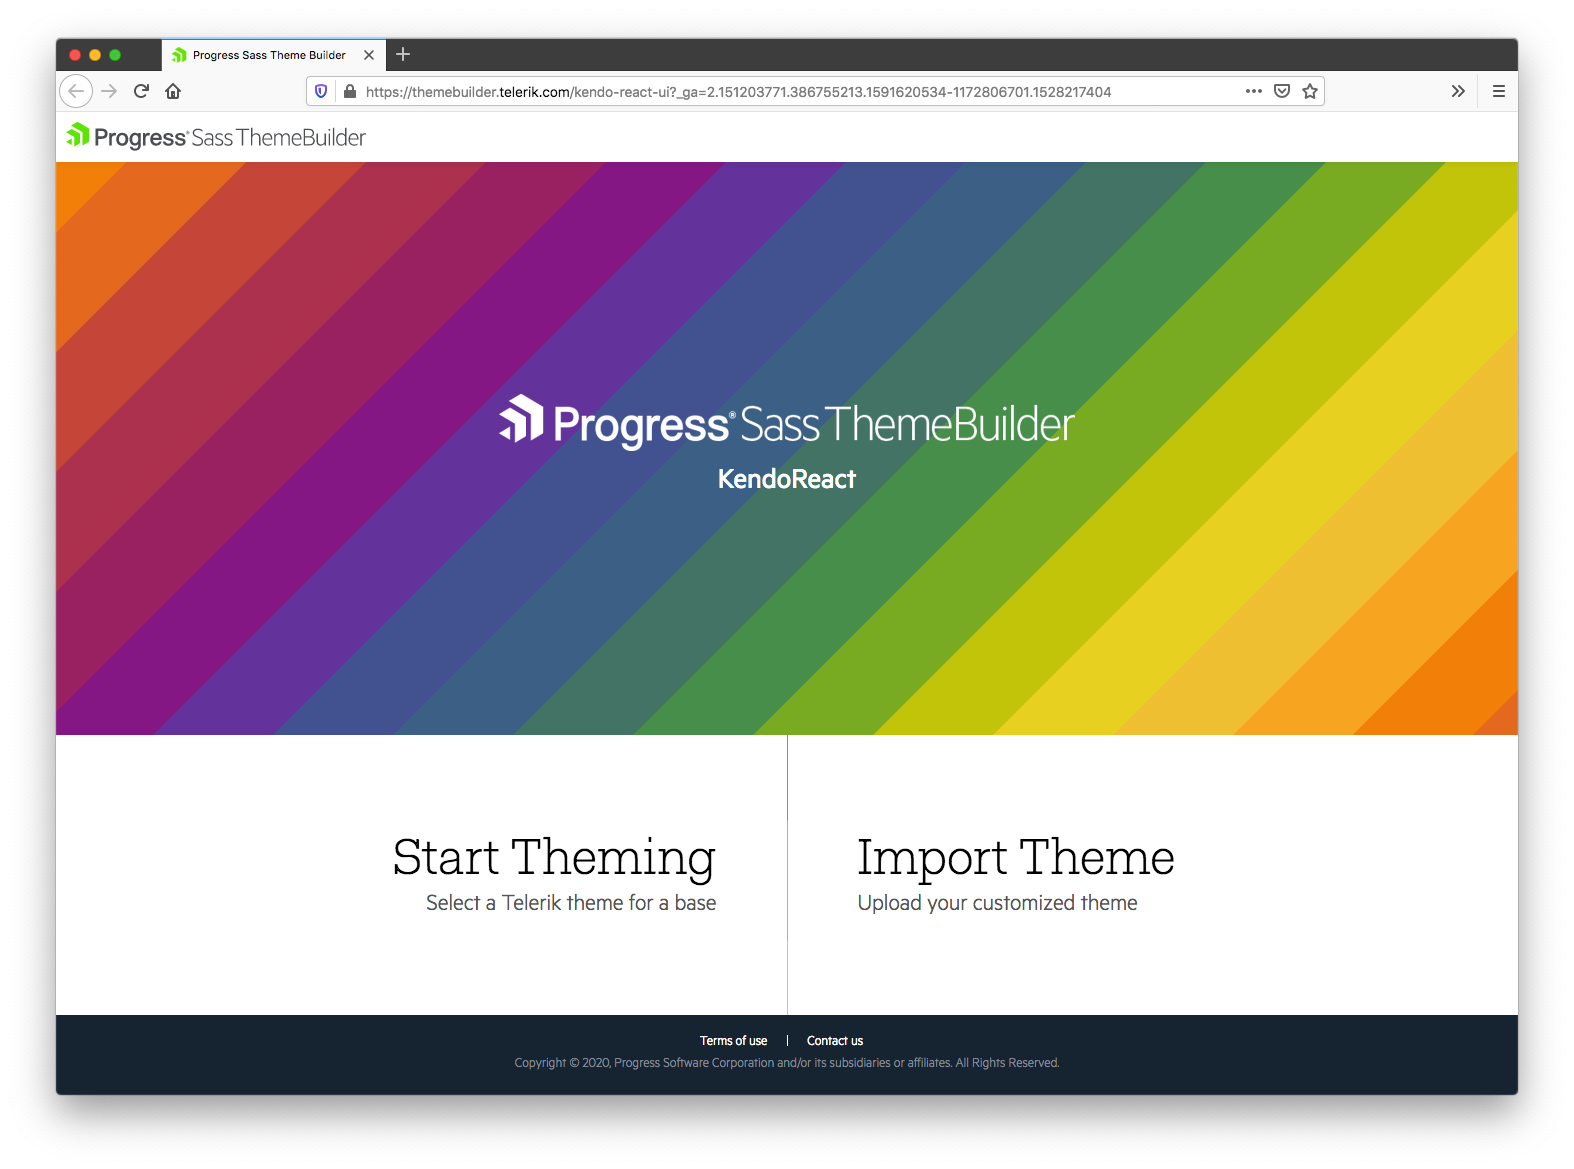 Progress Sass Theme Builder
https://themebuilder.telerik.com/kendo-react-ui?_ga=2.151203771.386755213.1591620534-1172806701.1528217404
Progress® Sass ThemeBuilder
Progress® Sass ThemeBuilder
KendoReact
Start Theming
Select a Telerik theme for a base
Import Theme
Upload your customized theme
Terms of use | Contact us
Copyright © 2020, Progress Software Corporation and/or its subsidiaries or affiliates. All Rights Reserved.